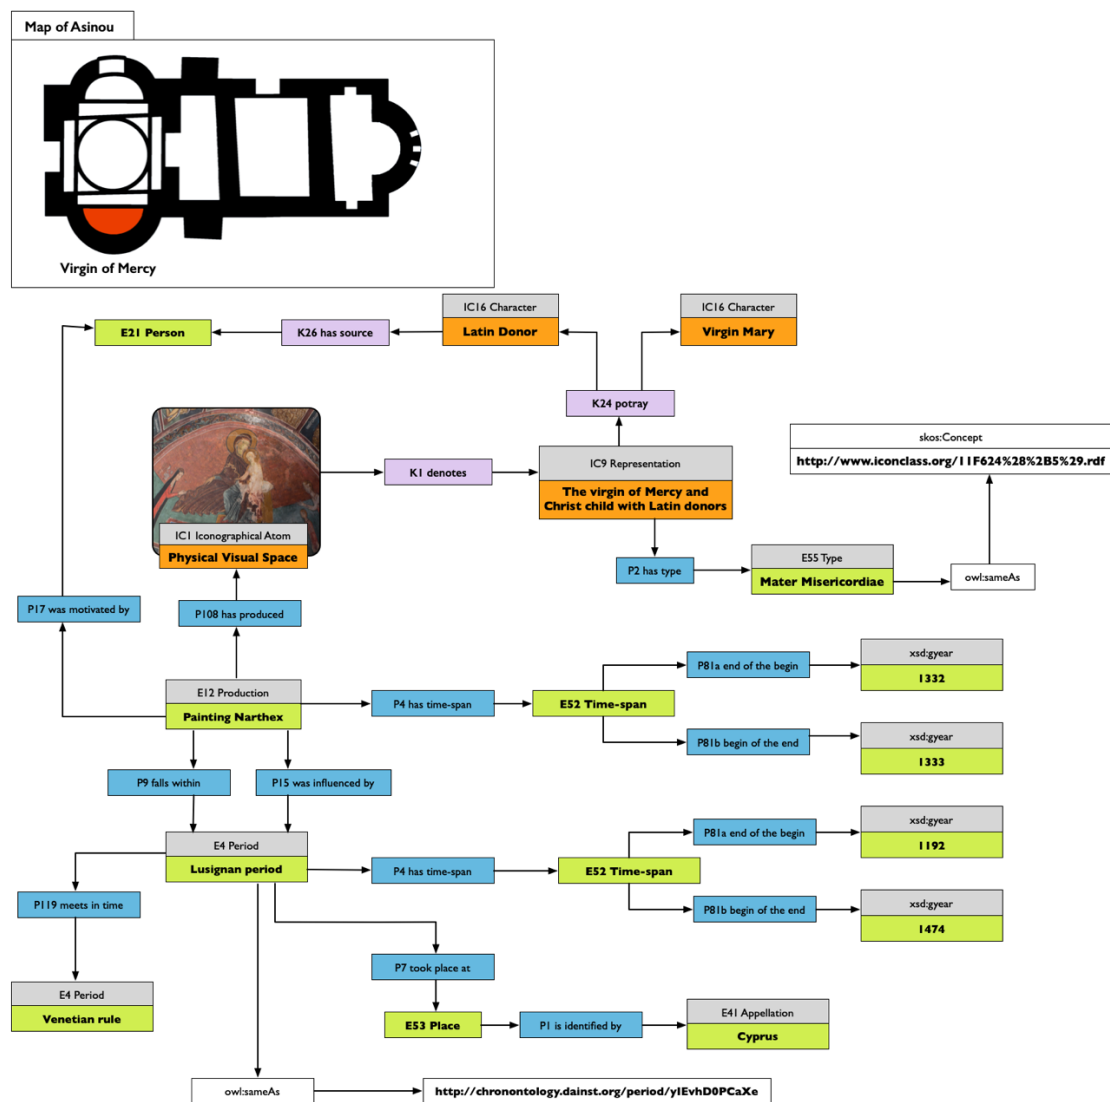 Map of Asinou
Virgin of Mercy
IC16 Character
Latin Donor
IC16 Character
Virgin Mary
E21 Person
K26 has source
K24 potray
skos:Concept
http://www.iconclass.org/11F624%28%2B5%29.rdf
K1 denotes
IC9 Representation
The virgin of Mercy and
Christ child with Latin donors
IC1 Iconographical Atom
Physical Visual Space
P2 has type
E55 Type
Mater Misericordiae
owl:sameAs
P17 was motivated by
P108 has produced
E12 Production
Painting Narthex
P4 has time-span
E52 Time-span
P81a end of the begin
xsd:gyear
1332
P81b begin of the end
xsd:gyear
1333
P9 falls within
P15 was influenced by
E4 Period
Lusignan period
P4 has time-span
E52 Time-span
P81a end of the begin
xsd:gyear
1192
P81b begin of the end
xsd:gyear
1474
P119 meets in time
E4 Period
Venetian rule
P7 took place at
E53 Place
P1 is identified by
E41 Appellation
Cyprus
owl:sameAs
http://chronontology.dainst.org/period/yIEvhD0PCaXe